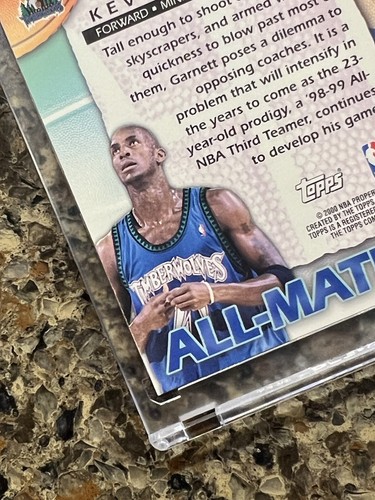 KEV
FORWARD • MIN
Tall enough to shoot
skyscrapers, and armed
quickness to blow past most
them, Garnett poses a dilemma to
opposing coaches. It is a
problem that will intensify in
the years to come as the 23-
year-old prodigy, a '98-99 All-
NBA Third Teamer, continues
to develop his game
TOPPS
© 2000 NBA PROPER
CREATED BY THE TOPPS
TOPPS IS A REGISTERE
THE TOPPS COM
TIMBERWOLVES
ALL-MAT